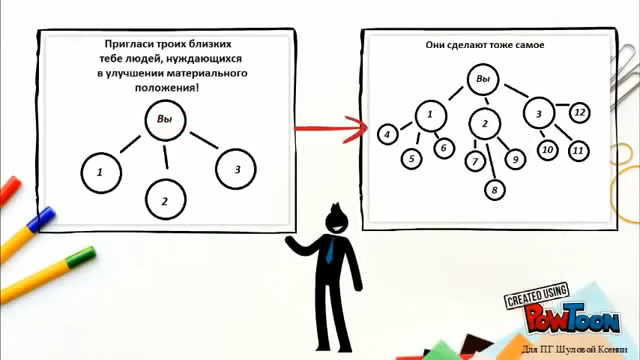 Пригласи троих близких
тебе людей, нуждающихся
в улучшении материального
положения!
Вы
1
2
3
Они сделают тоже самое
Вы
1
2
3
4
5
6
7
8
9
10
11
12
CREATED USING
POWTOON
Для ПГ Шуловой Ксении